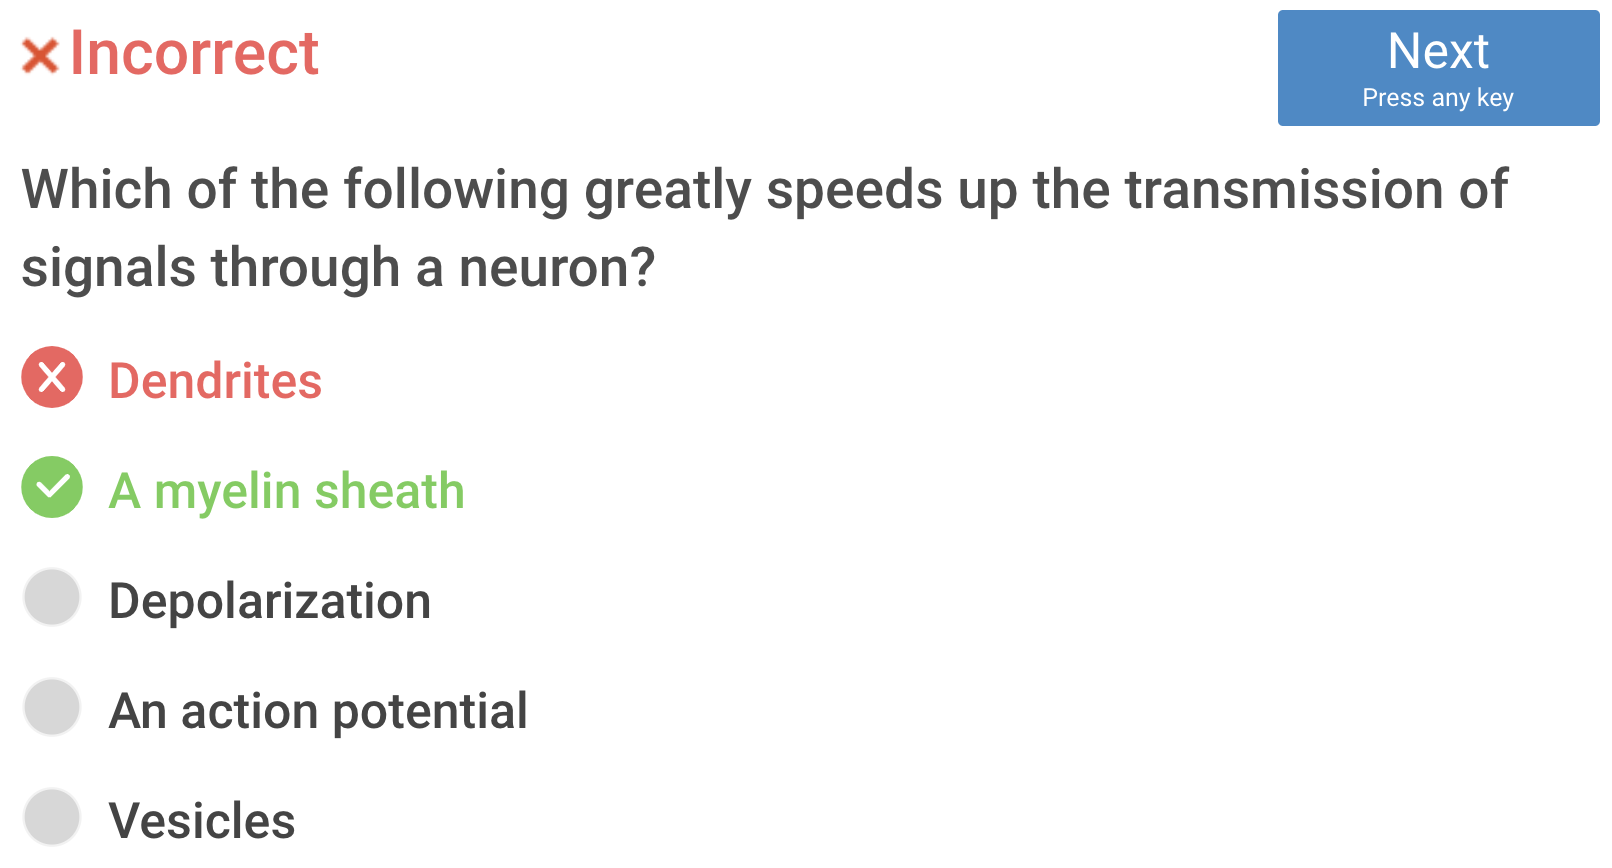 Incorrect
Next
Press any key
Which of the following greatly speeds up the transmission of
signals through a neuron?
Dendrites
A myelin sheath
Depolarization
An action potential
Vesicles